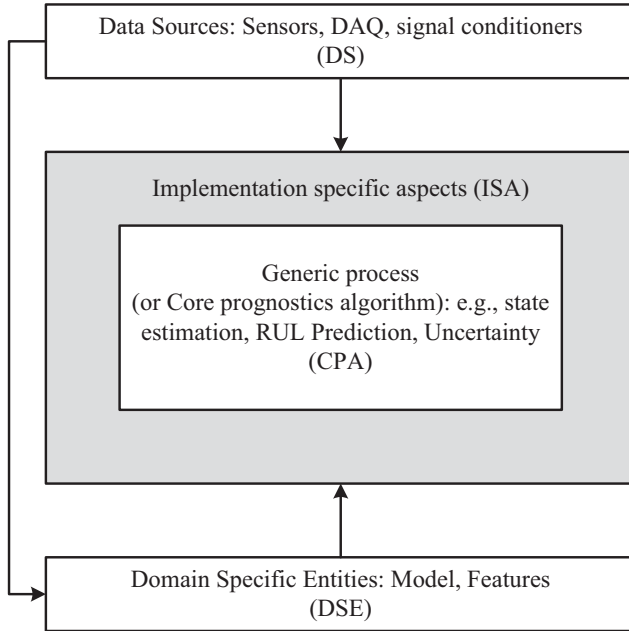 Data Sources: Sensors, DAQ, signal conditioners
(DS)
Implementation specific aspects (ISA)
Generic process
(or Core prognostics algorithm): e.g., state
estimation, RUL Prediction, Uncertainty
(CPA)
Domain Specific Entities: Model, Features
(DSE)